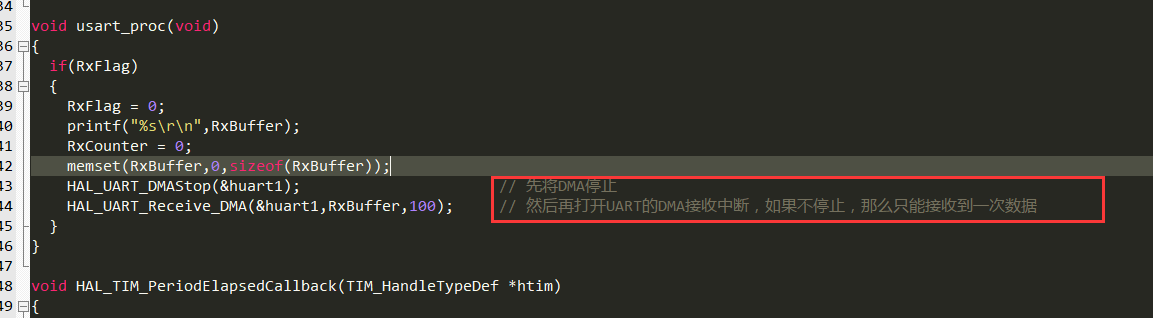 34
35 void usart_proc(void)
36 {
37 if(RxFlag)
38 {
39 RxFlag = 0;
40 printf("%s\r\n",RxBuffer);
41 RxCounter = 0;
42 memset(RxBuffer,0,sizeof(RxBuffer));
43 HAL_UART_DMAStop(&huart1); // 先将DMA停止
44 HAL_UART_Receive_DMA(&huart1,RxBuffer,100); // 然后再打开UART的DMA接收中断，如果不停止，那么只能接收到一次数据
45 }
46 }
47
48 void HAL_TIM_PeriodElapsedCallback(TIM_HandleTypeDef *htim)
49 {